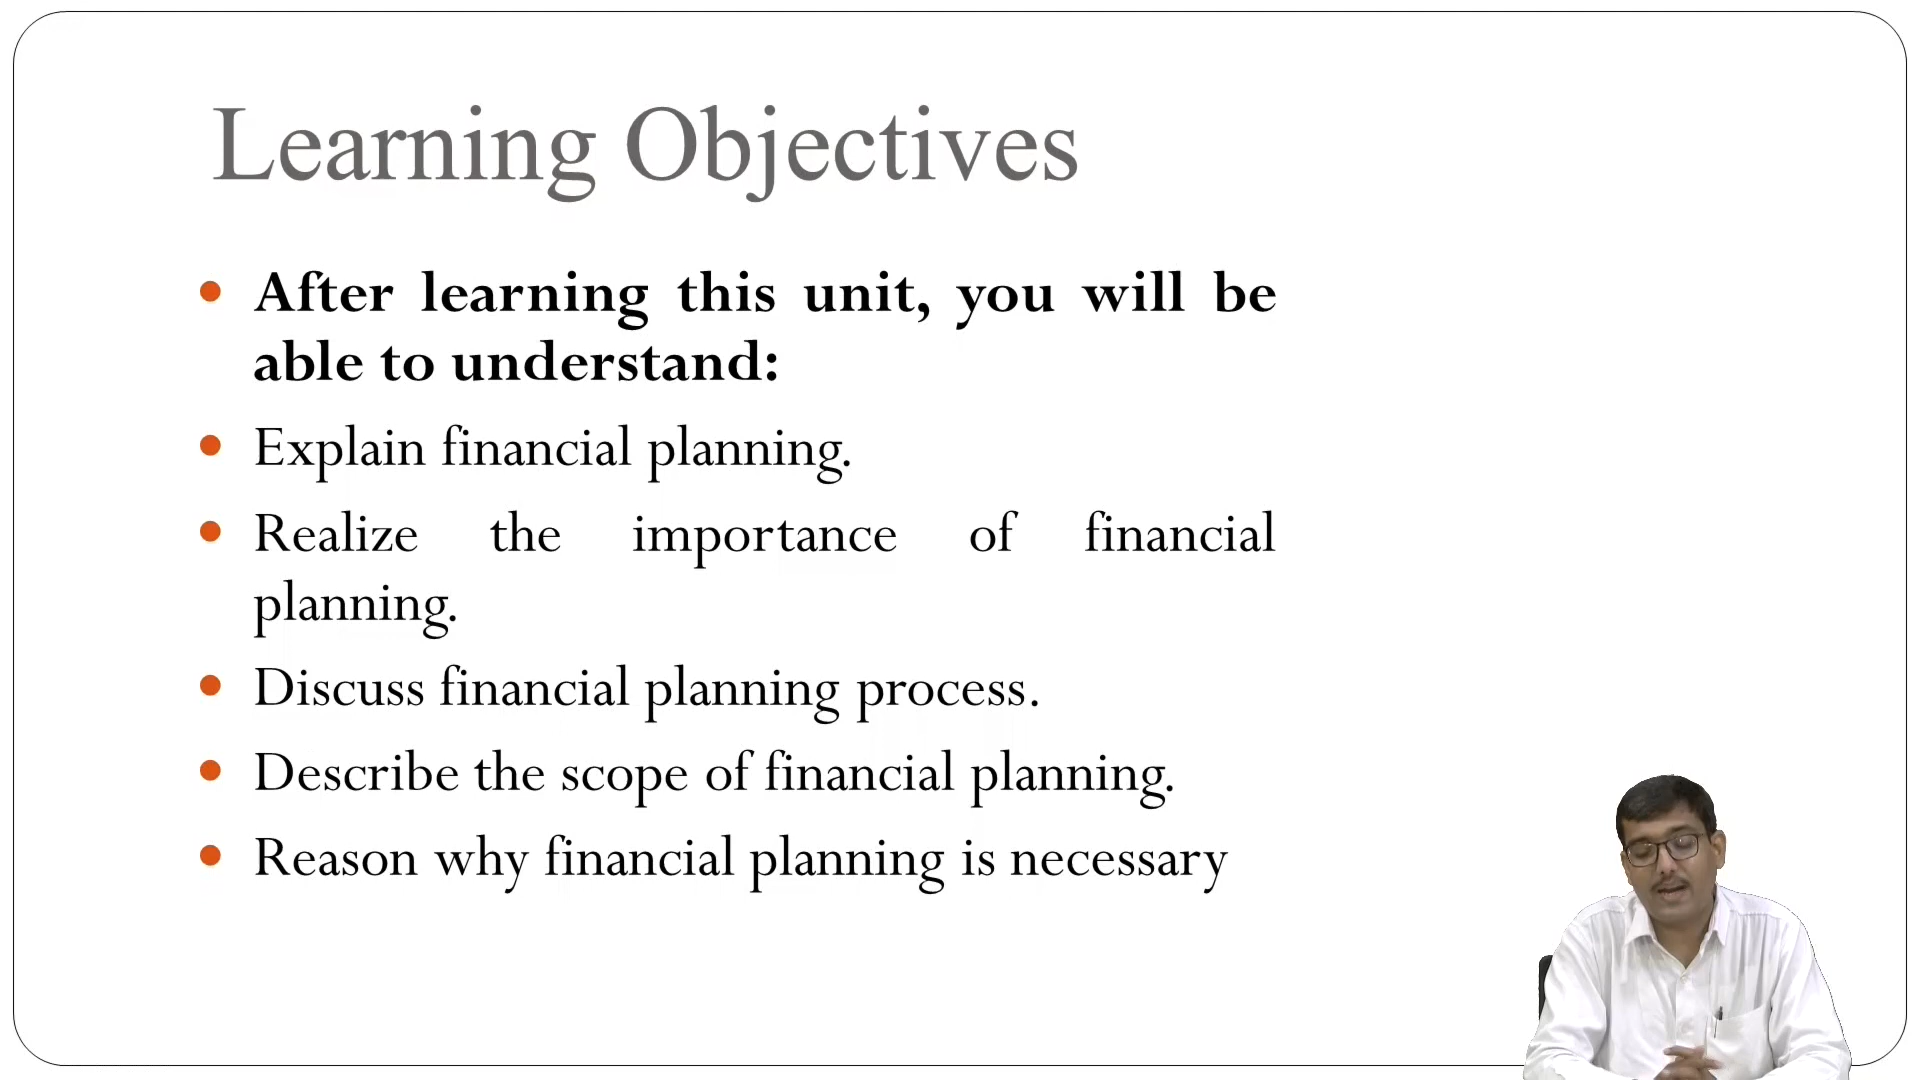 Learning Objectives
After learning this unit, you will be
able to understand:
Explain financial planning.
Realize the importance of financial
planning.
Discuss financial planning process.
Describe the scope of financial planning.
Reason why financial planning is necessary